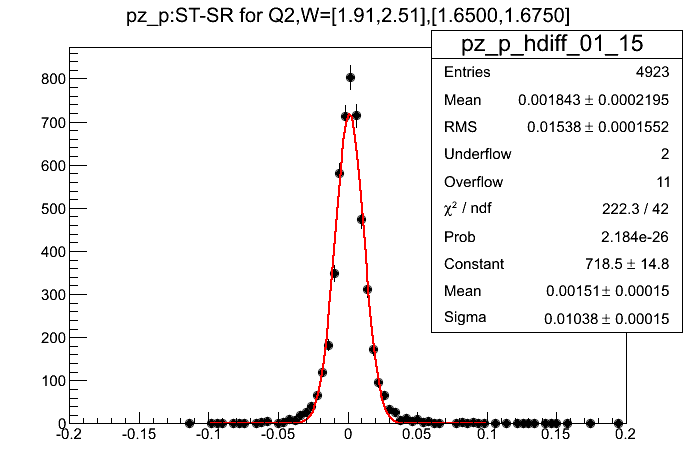 pz_p:ST-SR for Q2,W=[1.91,2.51],[1.6500,1.6750]
pz_p_hdiff_01_15
Entries 4923
Mean 0.001843 ± 0.0002195
RMS 0.01538 ± 0.0001552
Underflow 2
Overflow 11
χ² / ndf 222.3 / 42
Prob 2.184e-26
Constant 718.5 ± 14.8
Mean 0.00151 ± 0.00015
Sigma 0.01038 ± 0.00015
800
700
600
500
400
300
200
100
0
-0.2 -0.15 -0.1 -0.05 0 0.05 0.1 0.15 0.2